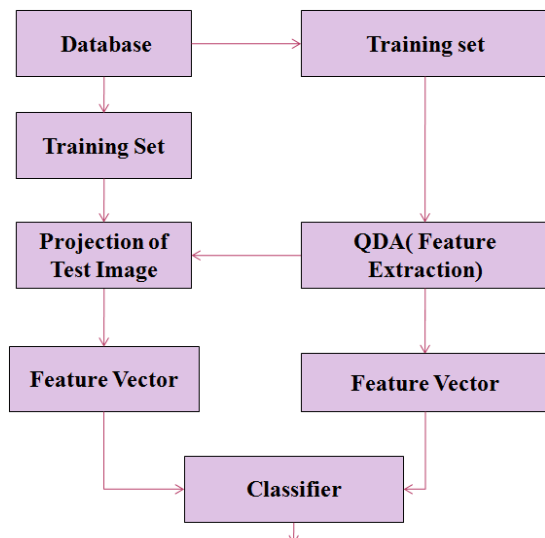 Database
Training set
Training Set
Projection of
Test Image
QDA( Feature
Extraction)
Feature Vector
Feature Vector
Classifier